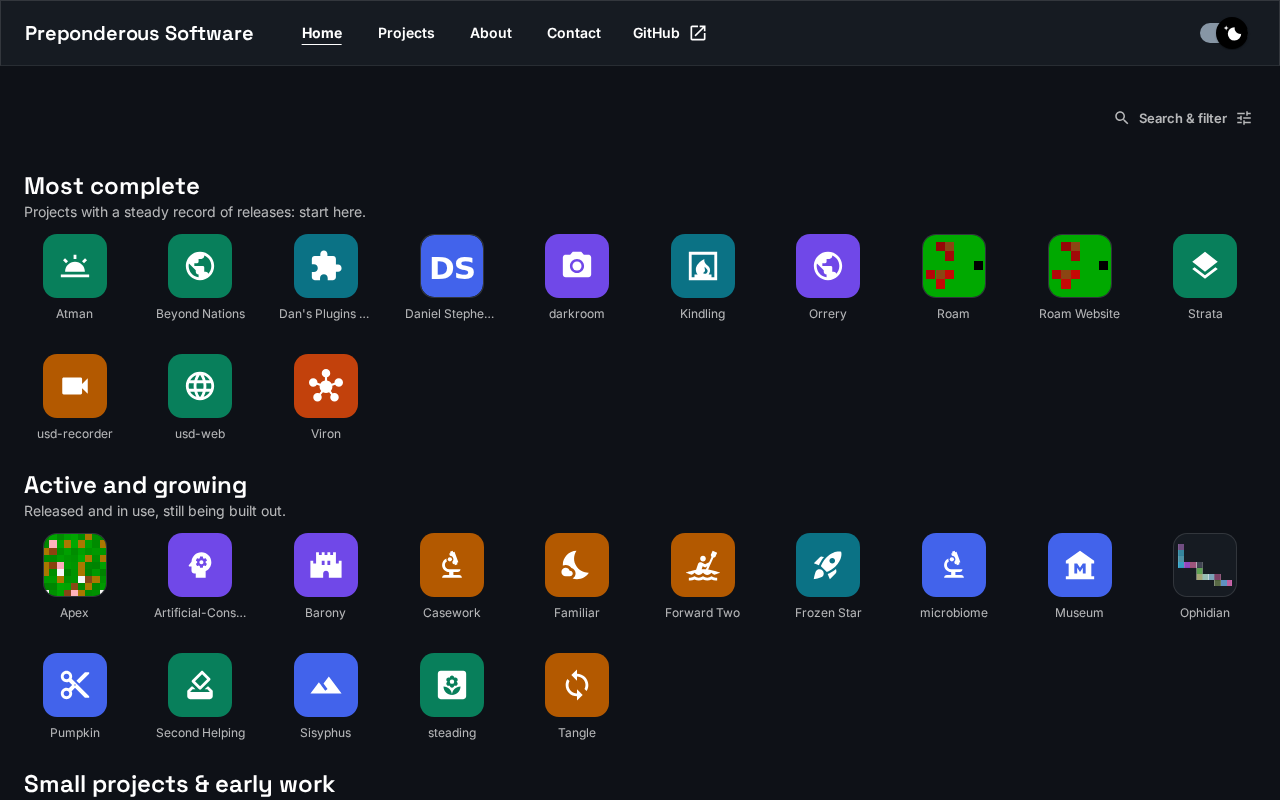 Preponderous Software
Home
Projects
About
Contact
GitHub
Search & filter
Most complete
Projects with a steady record of releases: start here.
Atman
Beyond Nations
Dan's Plugins ...
DS
Daniel Stephe...
darkroom
Kindling
Orrery
Roam
Roam Website
Strata
usd-recorder
usd-web
Viron
Active and growing
Released and in use, still being built out.
Apex
Artificial-Cons...
Barony
Casework
Familiar
Forward Two
Frozen Star
microbiome
M
Museum
Ophidian
Pumpkin
Second Helping
Sisyphus
steading
Tangle
Small projects & early work